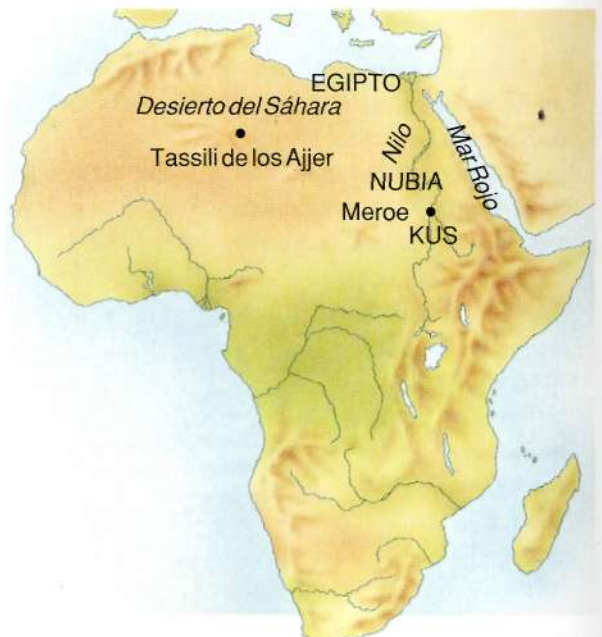 EGIPTO
Desierto del Sáhara
Tassili de los Ajjer
Nilo
Mar Rojo
NUBIA
Meroe
KUS